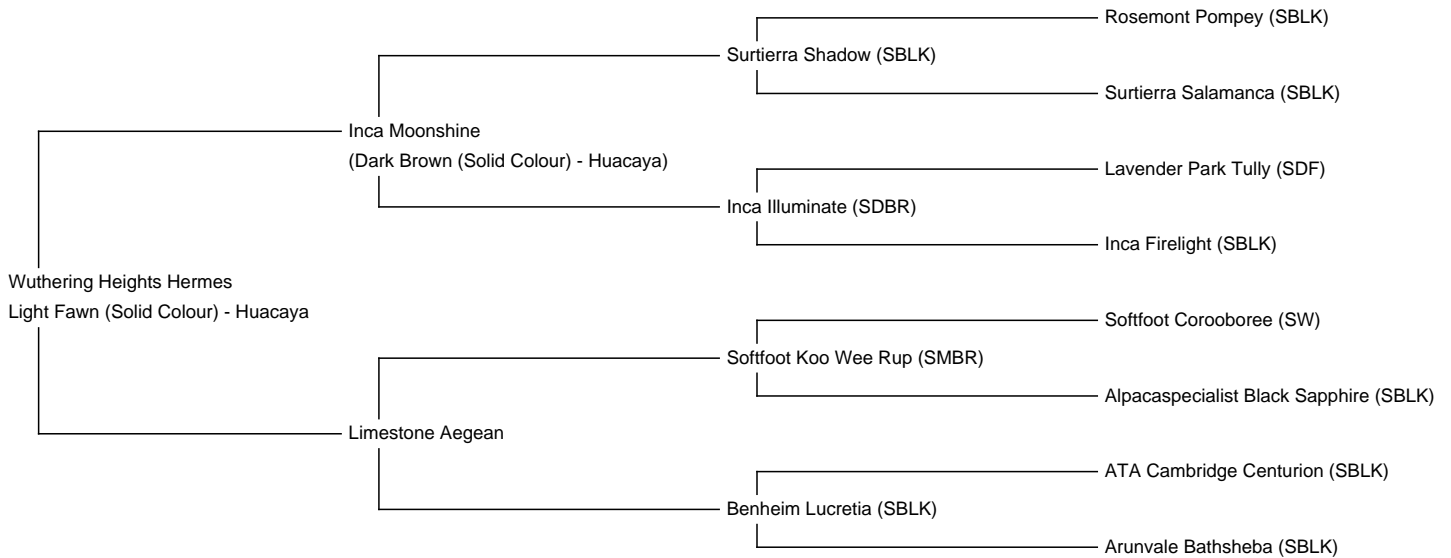 Rosemont Pompey (SBLK)
Surtierra Shadow (SBLK)
Surtierra Salamanca (SBLK)
Inca Moonshine
(Dark Brown (Solid Colour) - Huacaya)
Lavender Park Tully (SDF)
Inca Illuminate (SDBR)
Inca Firelight (SBLK)
Wuthering Heights Hermes
Light Fawn (Solid Colour) - Huacaya
Softfoot Corooboree (SW)
Softfoot Koo Wee Rup (SMBR)
Alpacaspecialist Black Sapphire (SBLK)
Limestone Aegean
ATA Cambridge Centurion (SBLK)
Benheim Lucretia (SBLK)
Arunvale Bathsheba (SBLK)